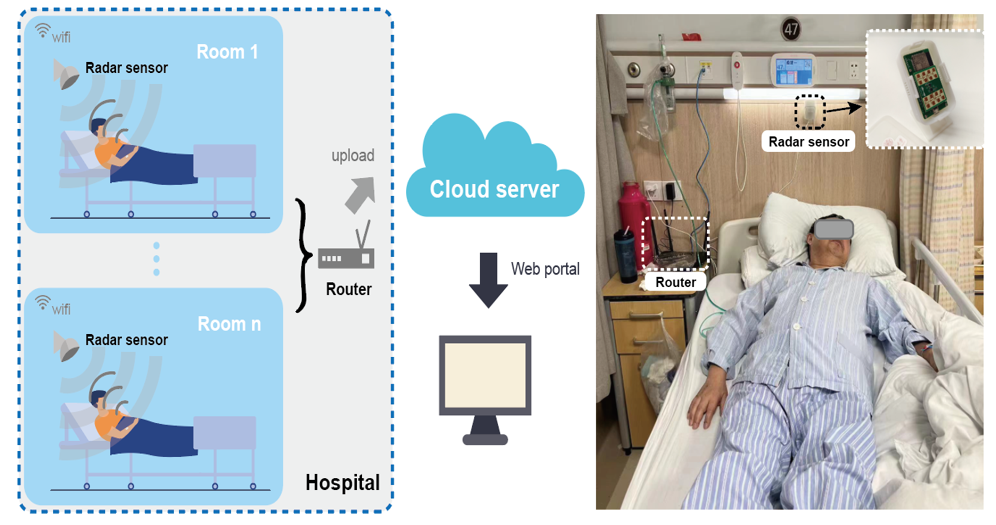 wifi
Room 1
Radar sensor
upload
Router
wifi
Room n
Radar sensor
Hospital
Cloud server
Web portal
47
47
Radar sensor
Router